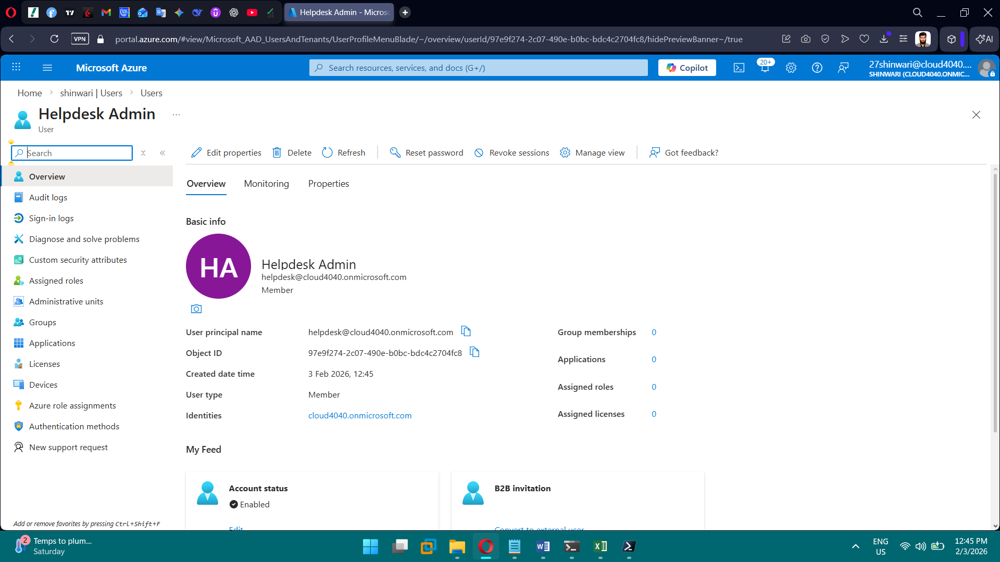 Helpdesk Admin - Micros
VPN
portal.azure.com/#view/Microsoft_AAD_UsersAndTenants/UserProfileMenuBlade/~/overview/userId/97e9f274-2c07-490e-b0bc-bdc4c2704fc8/hidePreviewBanner~/true
AI
Microsoft Azure
Search resources, services, and docs (G+/)
Copilot
20+
27shinwari@cloud4040....
SHINWARI (CLOUD4040.ONMIC...
Home
shinwari | Users
Users
Helpdesk Admin
...
User
Search
Edit properties
Delete
Refresh
Reset password
Revoke sessions
Manage view
Got feedback?
Overview
Audit logs
Sign-in logs
Diagnose and solve problems
Custom security attributes
Assigned roles
Administrative units
Groups
Applications
Licenses
Devices
Azure role assignments
Authentication methods
New support request
Add or remove favorites by pressing Ctrl+Shift+F
Overview
Monitoring
Properties
Basic info
HA
Helpdesk Admin
helpdesk@cloud4040.onmicrosoft.com
Member
User principal name
helpdesk@cloud4040.onmicrosoft.com
Object ID
97e9f274-2c07-490e-b0bc-bdc4c2704fc8
Created date time
3 Feb 2026, 12:45
User type
Member
Identities
cloud4040.onmicrosoft.com
Group memberships
0
Applications
0
Assigned roles
0
Assigned licenses
0
My Feed
Account status
Enabled
Edit
B2B invitation
Convert to external user
2
Temps to plum...
Saturday
ENG
US
12:45 PM
2/3/2026